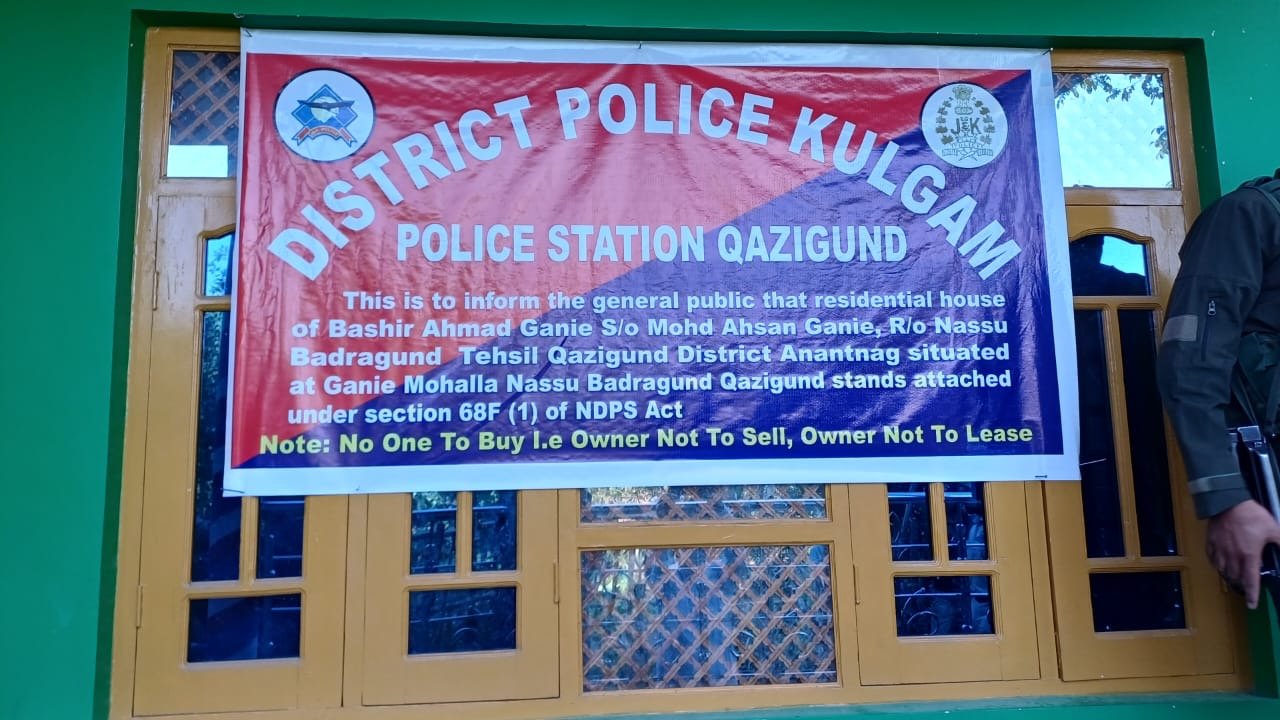 DISTRICT POLICE KULGAM
J&K
POLICE
POLICE STATION QAZIGUND
This is to inform the general public that residential house
of Bashir Ahmad Ganie S/o Mohd Ahsan Ganie, R/o Nassu
Badragund Tehsil Qazigund District Anantnag situated
at Ganie Mohalla Nassu Badragund Qazigund stands attached
under section 68F (1) of NDPS Act
Note: No One To Buy I.e Owner Not To Sell, Owner Not To Lease